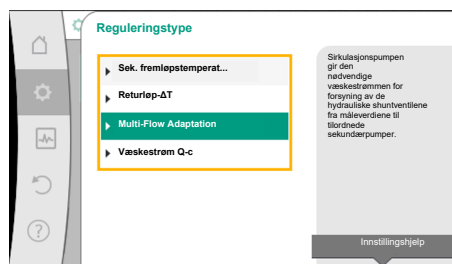 Reguleringstype
Sek. fremløpstemperat...
Returløp-ΔT
Multi-Flow Adaptation
Væskestrøm Q-c
Sirkulasjonspumpen
gir den
nødvendige
væskestrømmen for
forsyning av de
hydrauliske shuntventilene
fra måleverdiene til
tilordnede
sekundærpumper.
Innstillingshjelp